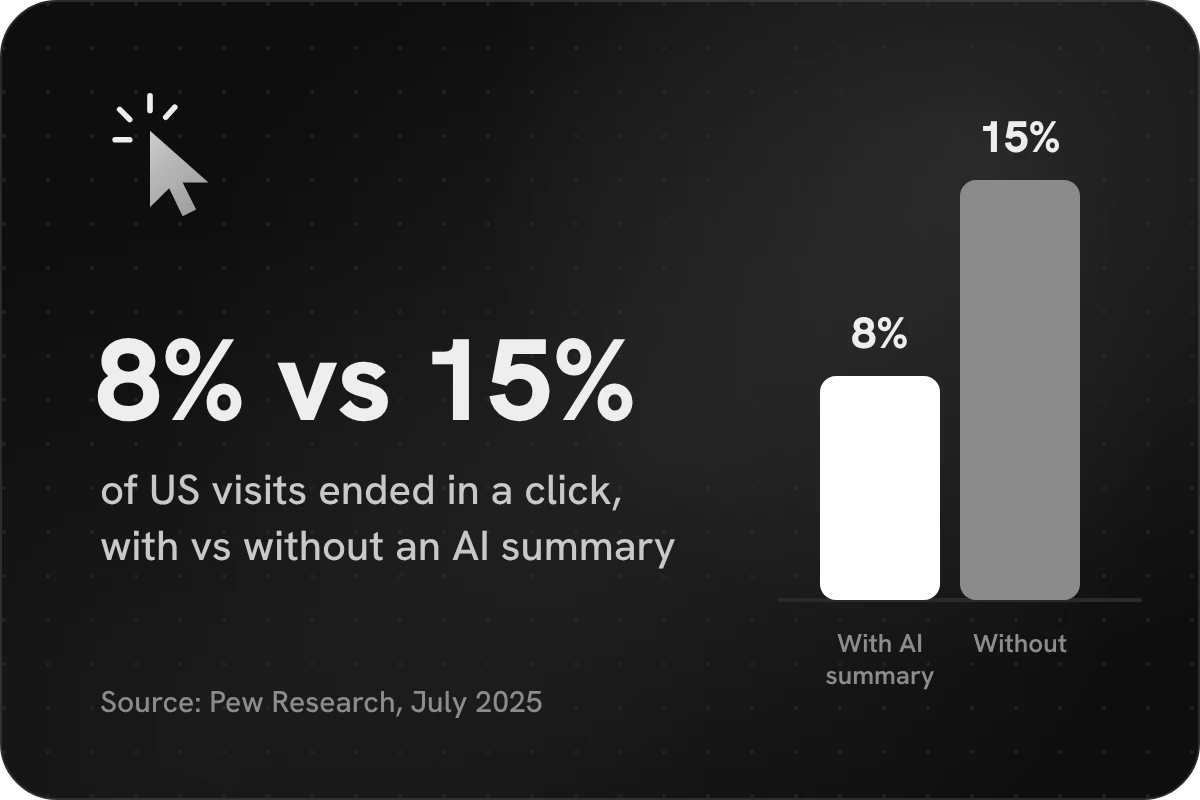 8% vs 15%
of US visits ended in a click,
with vs without an AI summary
Source: Pew Research, July 2025
15%
8%
With AI
summary
Without